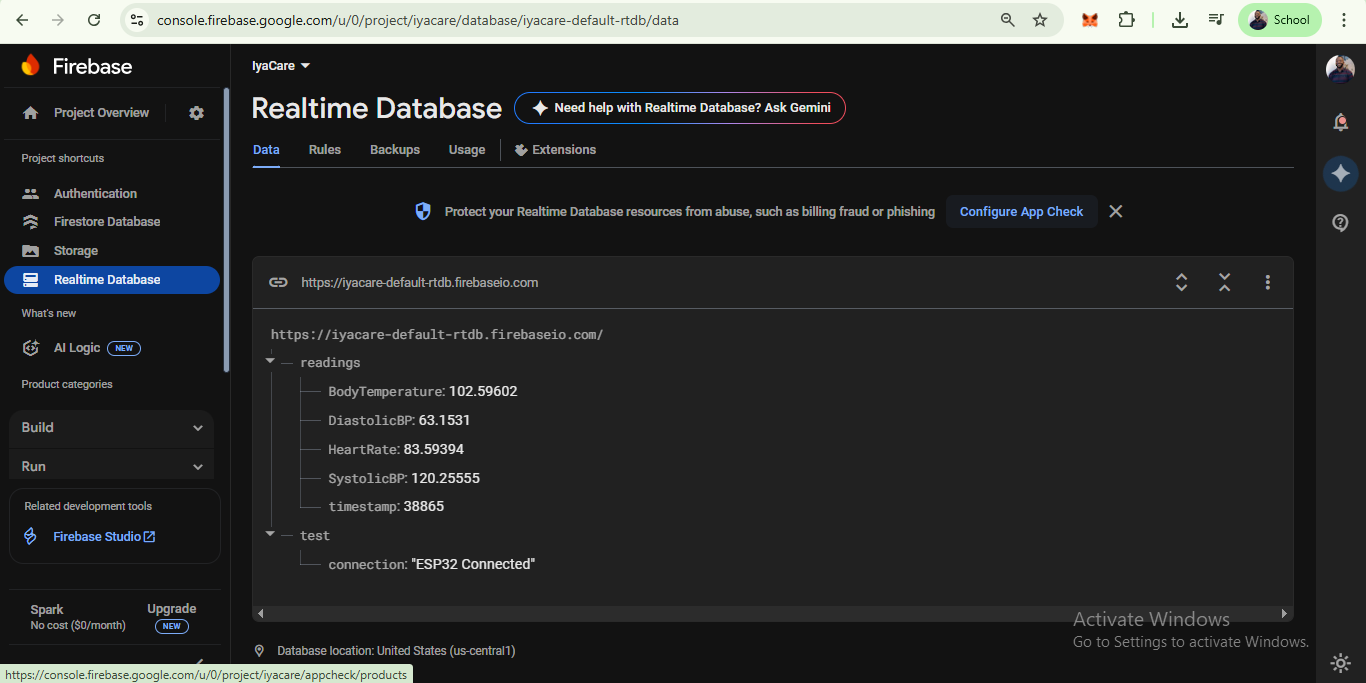 console.firebase.google.com/u/0/project/iyacare/database/iyacare-default-rtdb/data
School
Firebase
Project Overview
Project shortcuts
Authentication
Firestore Database
Storage
Realtime Database
What's new
AI Logic NEW
Product categories
Build
Run
Related development tools
Firebase Studio
Spark
No cost ($0/month)
Upgrade
NEW
IyaCare
Realtime Database
Need help with Realtime Database? Ask Gemini
Data Rules Backups Usage Extensions
Protect your Realtime Database resources from abuse, such as billing fraud or phishing
Configure App Check
https://iyacare-default-rtdb.firebaseio.com
https://iyacare-default-rtdb.firebaseio.com/
readings
BodyTemperature: 102.59602
DiastolicBP: 63.1531
HeartRate: 83.59394
SystolicBP: 120.25555
timestamp: 38865
test
connection: "ESP32 Connected"
Database location: United States (us-central1)
Activate Windows
Go to Settings to activate Windows.
https://console.firebase.google.com/u/0/project/iyacare/appcheck/products